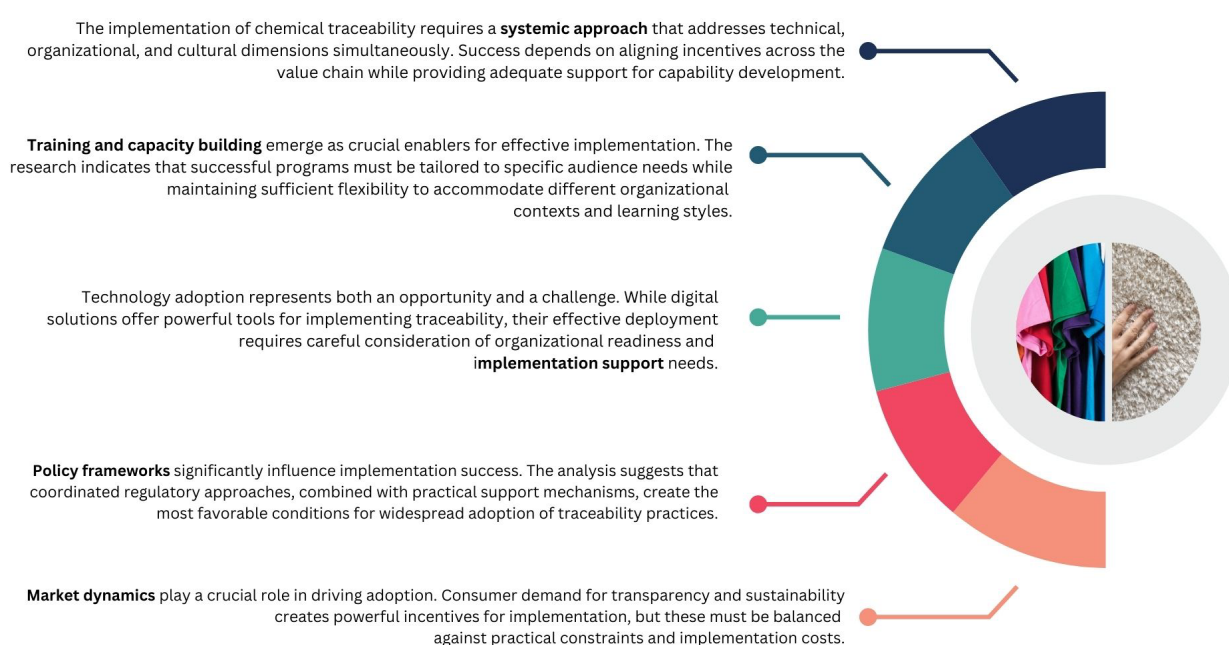 The implementation of chemical traceability requires a systemic approach that addresses technical,
organizational, and cultural dimensions simultaneously. Success depends on aligning incentives across the
value chain while providing adequate support for capability development.
Training and capacity building emerge as crucial enablers for effective implementation. The
research indicates that successful programs must be tailored to specific audience needs while
maintaining sufficient flexibility to accommodate different organizational
contexts and learning styles.
Technology adoption represents both an opportunity and a challenge. While digital
solutions offer powerful tools for implementing traceability, their effective deployment
requires careful consideration of organizational readiness and
implementation support needs.
Policy frameworks significantly influence implementation success. The analysis suggests that
coordinated regulatory approaches, combined with practical support mechanisms, create the
most favorable conditions for widespread adoption of traceability practices.
Market dynamics play a crucial role in driving adoption. Consumer demand for transparency and sustainability
creates powerful incentives for implementation, but these must be balanced
against practical constraints and implementation costs.